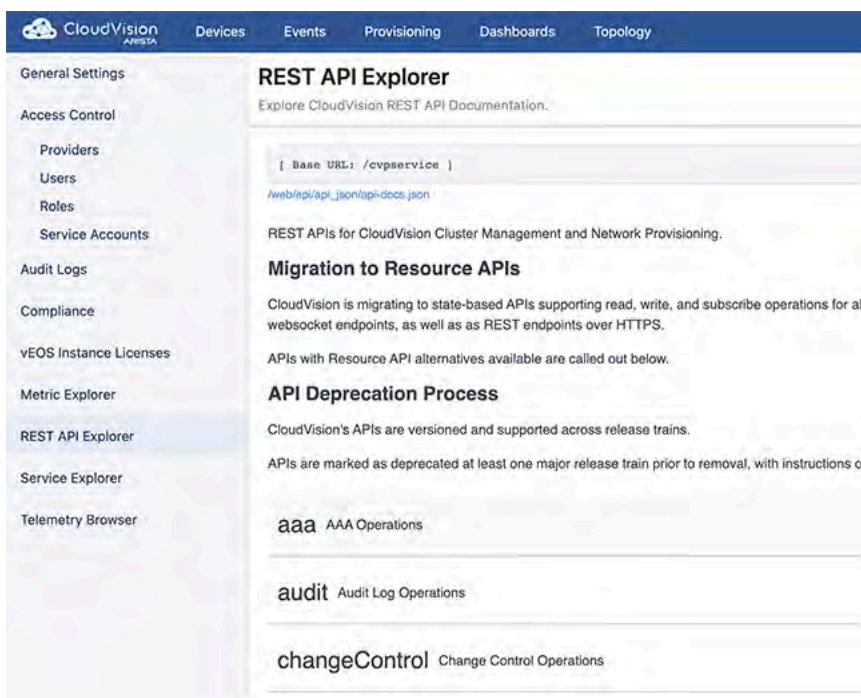 CloudVision
ARISTA
Devices Events Provisioning Dashboards Topology
General Settings
Access Control
Providers
Users
Roles
Service Accounts
Audit Logs
Compliance
vEOS Instance Licenses
Metric Explorer
REST API Explorer
Service Explorer
Telemetry Browser
REST API Explorer
Explore CloudVision REST API Documentation.
[ Base URL: /cvpservice ]
/web/api/api_json/api-docs.json
REST APIs for CloudVision Cluster Management and Network Provisioning.
Migration to Resource APIs
CloudVision is migrating to state-based APIs supporting read, write, and subscribe operations for
websocket endpoints, as well as as REST endpoints over HTTPS.
APIs with Resource API alternatives available are called out below.
API Deprecation Process
CloudVision's APIs are versioned and supported across release trains.
APIs are marked as deprecated at least one major release train prior to removal, with instructions
aaa AAA Operations
audit Audit Log Operations
changeControl Change Control Operations